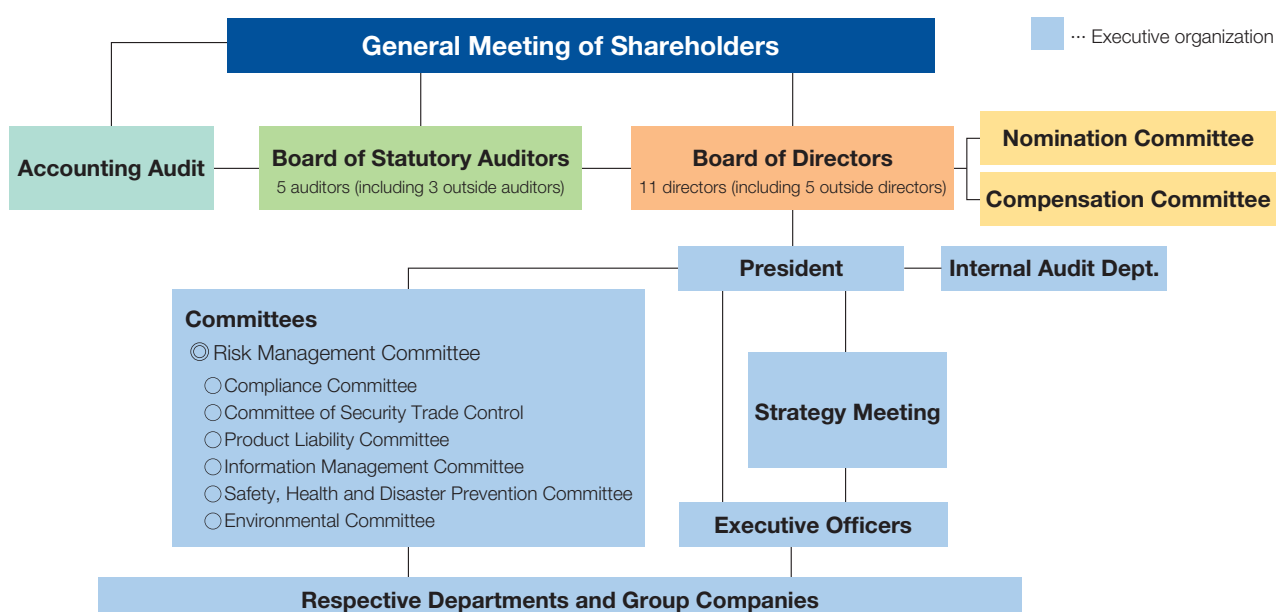 General Meeting of Shareholders
··· Executive organization
Accounting Audit
Board of Statutory Auditors
5 auditors (including 3 outside auditors)
Board of Directors
11 directors (including 5 outside directors)
Nomination Committee
Compensation Committee
President
Internal Audit Dept.
Committees
◎ Risk Management Committee
○ Compliance Committee
○ Committee of Security Trade Control
○ Product Liability Committee
○ Information Management Committee
○ Safety, Health and Disaster Prevention Committee
○ Environmental Committee
Strategy Meeting
Executive Officers
Respective Departments and Group Companies